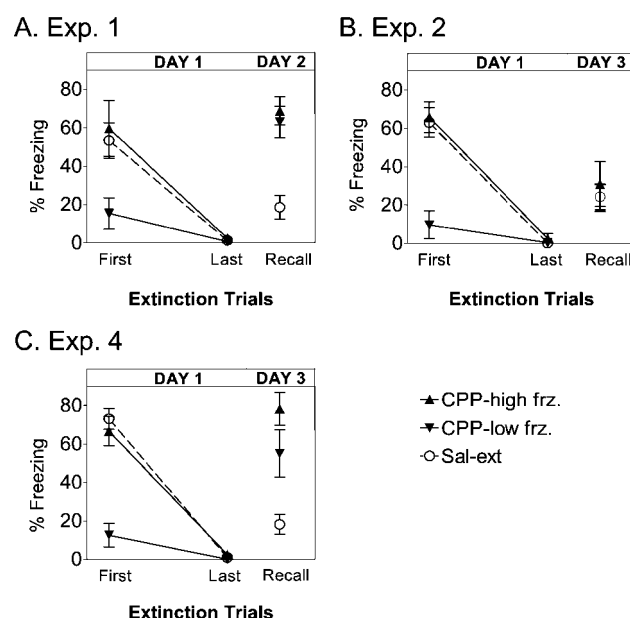 A. Exp. 1
DAY 1 DAY 2
80
60
40
20
0
% Freezing
First Last Recall
Extinction Trials
B. Exp. 2
DAY 1 DAY 3
80
60
40
20
0
% Freezing
First Last Recall
Extinction Trials
C. Exp. 4
DAY 1 DAY 3
80
60
40
20
0
% Freezing
First Last Recall
Extinction Trials
CPP-high frz.
CPP-low frz.
Sal-ext